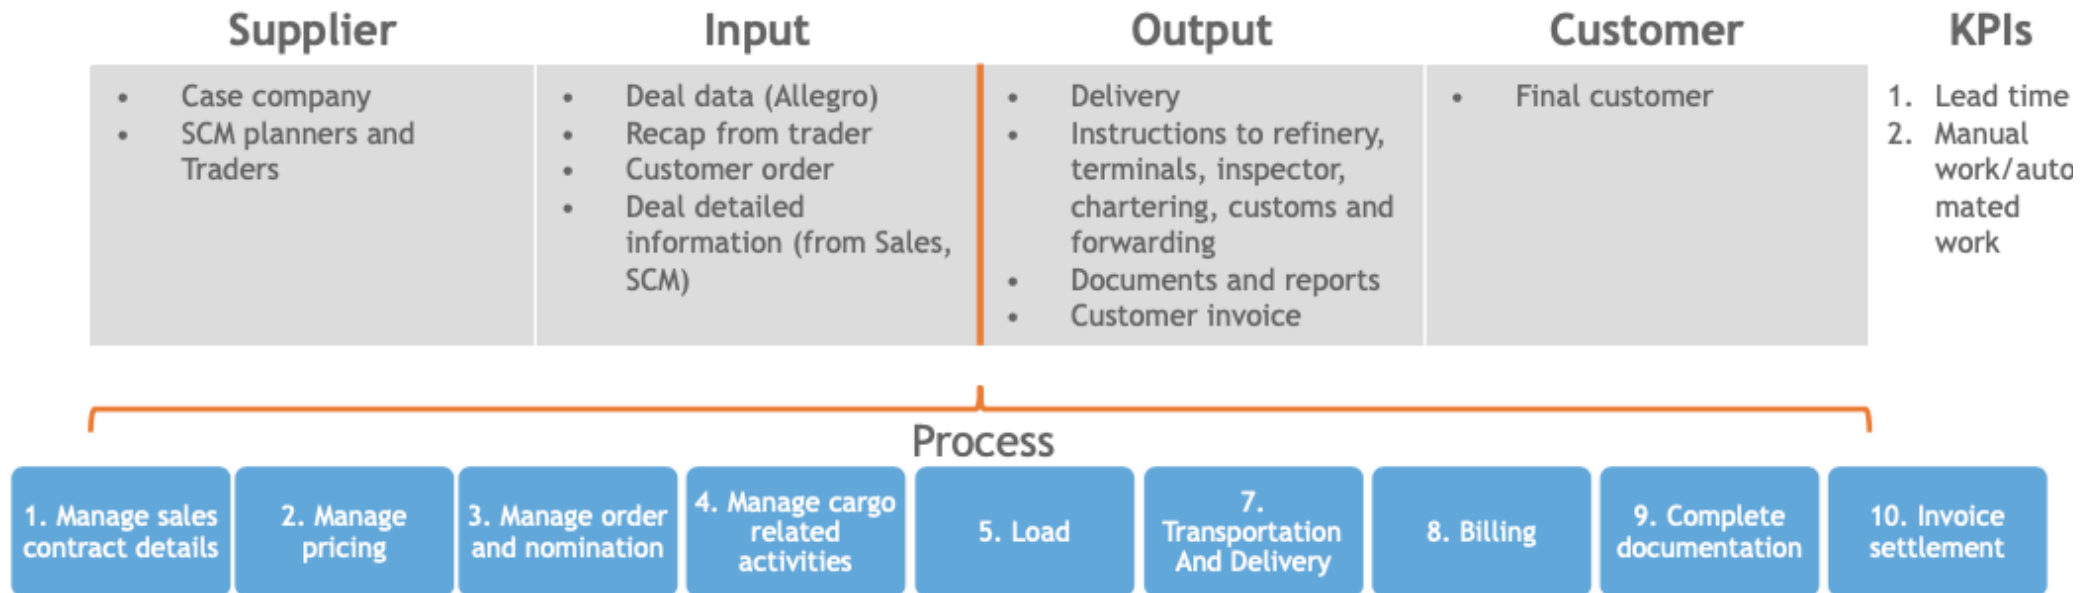 Supplier
Input
Output
Customer
KPIs
• Case company
• SCM planners and
Traders
• Deal data (Allegro)
• Recap from trader
• Customer order
• Deal detailed
information (from Sales,
SCM)
• Delivery
• Instructions to refinery,
terminals, inspector,
chartering, customs and
forwarding
• Documents and reports
• Customer invoice
• Final customer
1. Lead time
2. Manual
work/auto
mated
work
Process
1. Manage sales
contract details
2. Manage
pricing
3. Manage order
and nomination
4. Manage cargo
related
activities
5. Load
7.
Transportation
And Delivery
8. Billing
9. Complete
documentation
10. Invoice
settlement